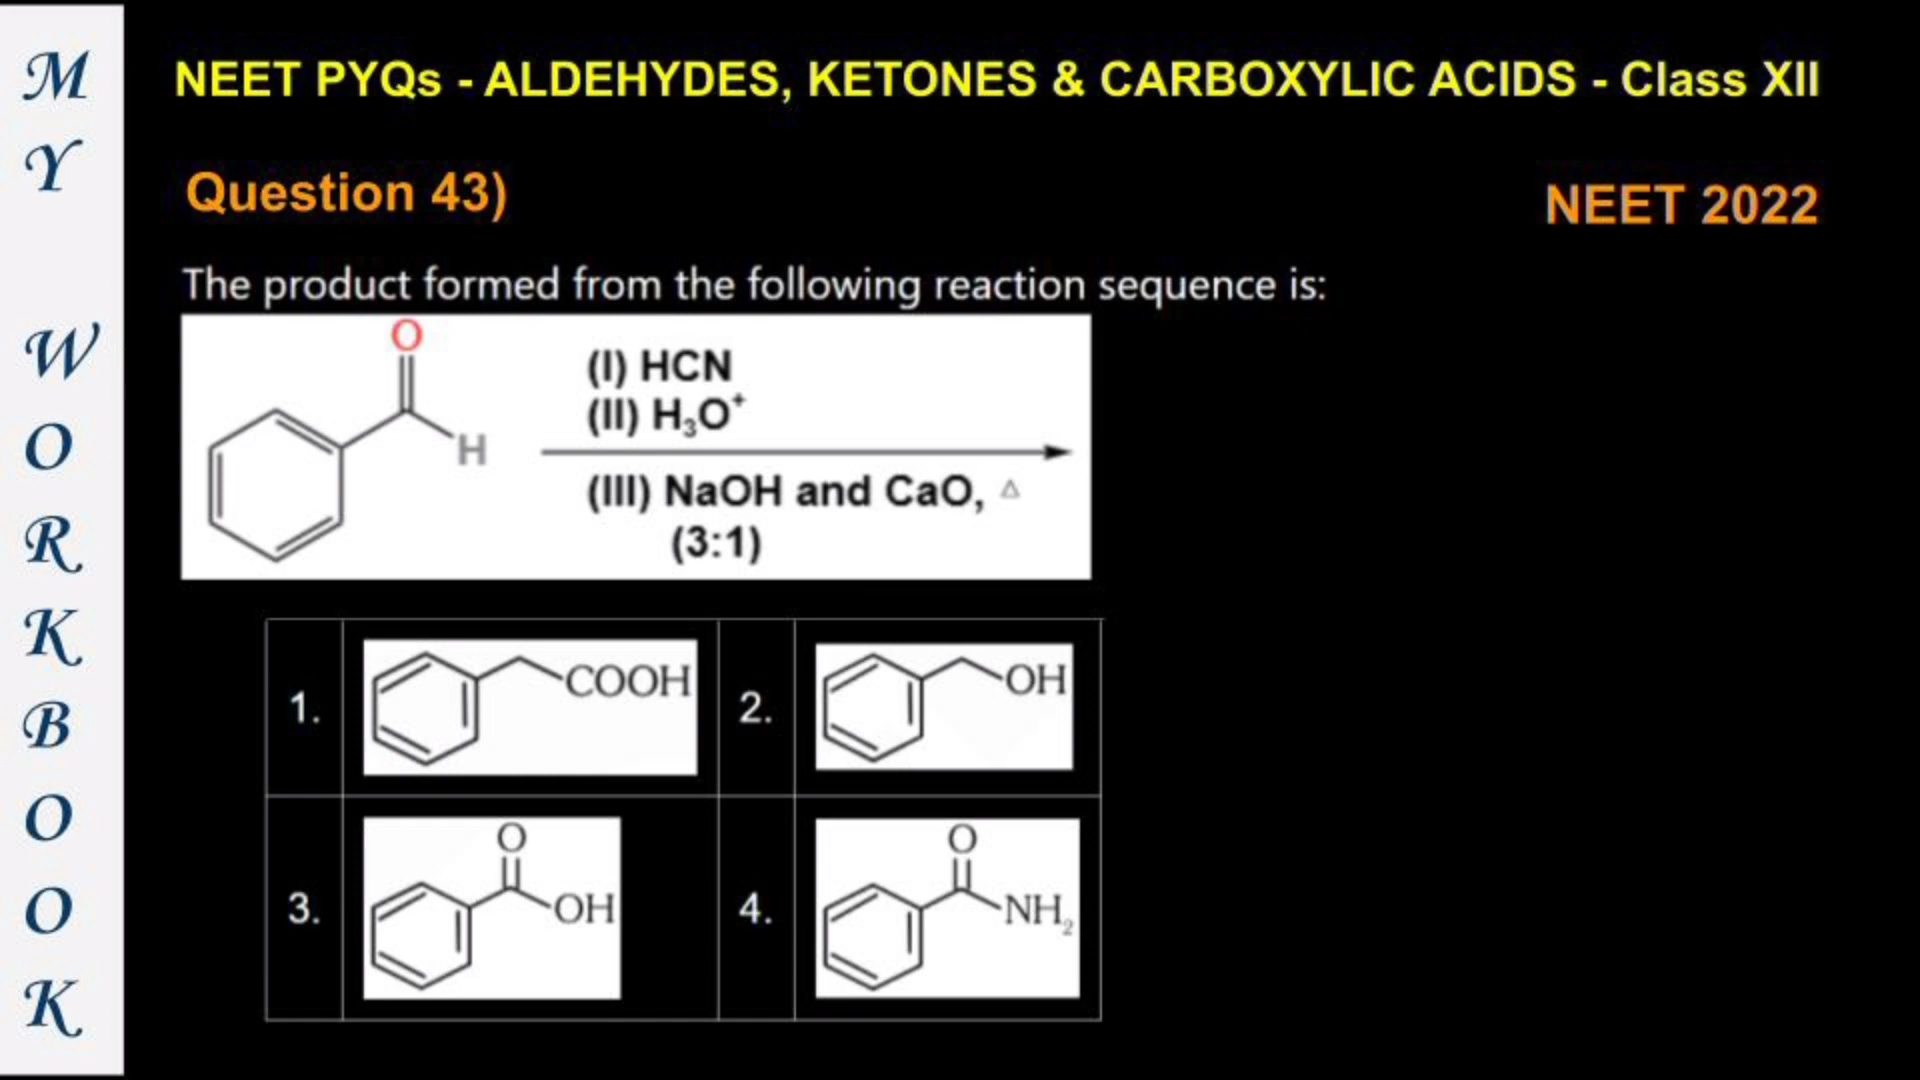 MY WORKBOOK
NEET PYQs - ALDEHYDES, KETONES & CARBOXYLIC ACIDS - Class XII
Question 43)
NEET 2022
The product formed from the following reaction sequence is:
O
H
(I) HCN
(II) H₃O⁺
(III) NaOH and CaO, △
(3:1)
1.
COOH
2.
OH
3.
O
OH
4.
O
NH₂